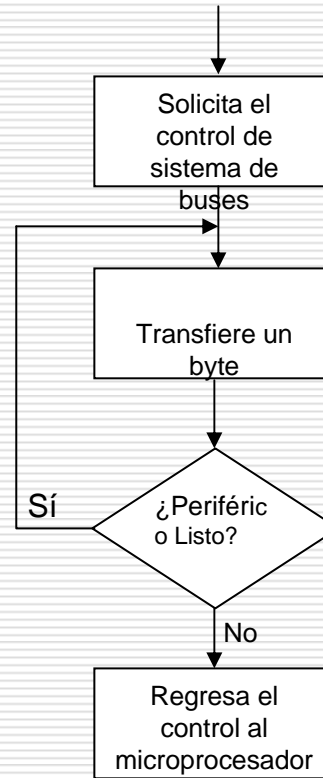 Solicita el
control de
sistema de
buses
Transfiere un
byte
¿Periféric
o Listo?
Sí
No
Regresa el
control al
microprocesador